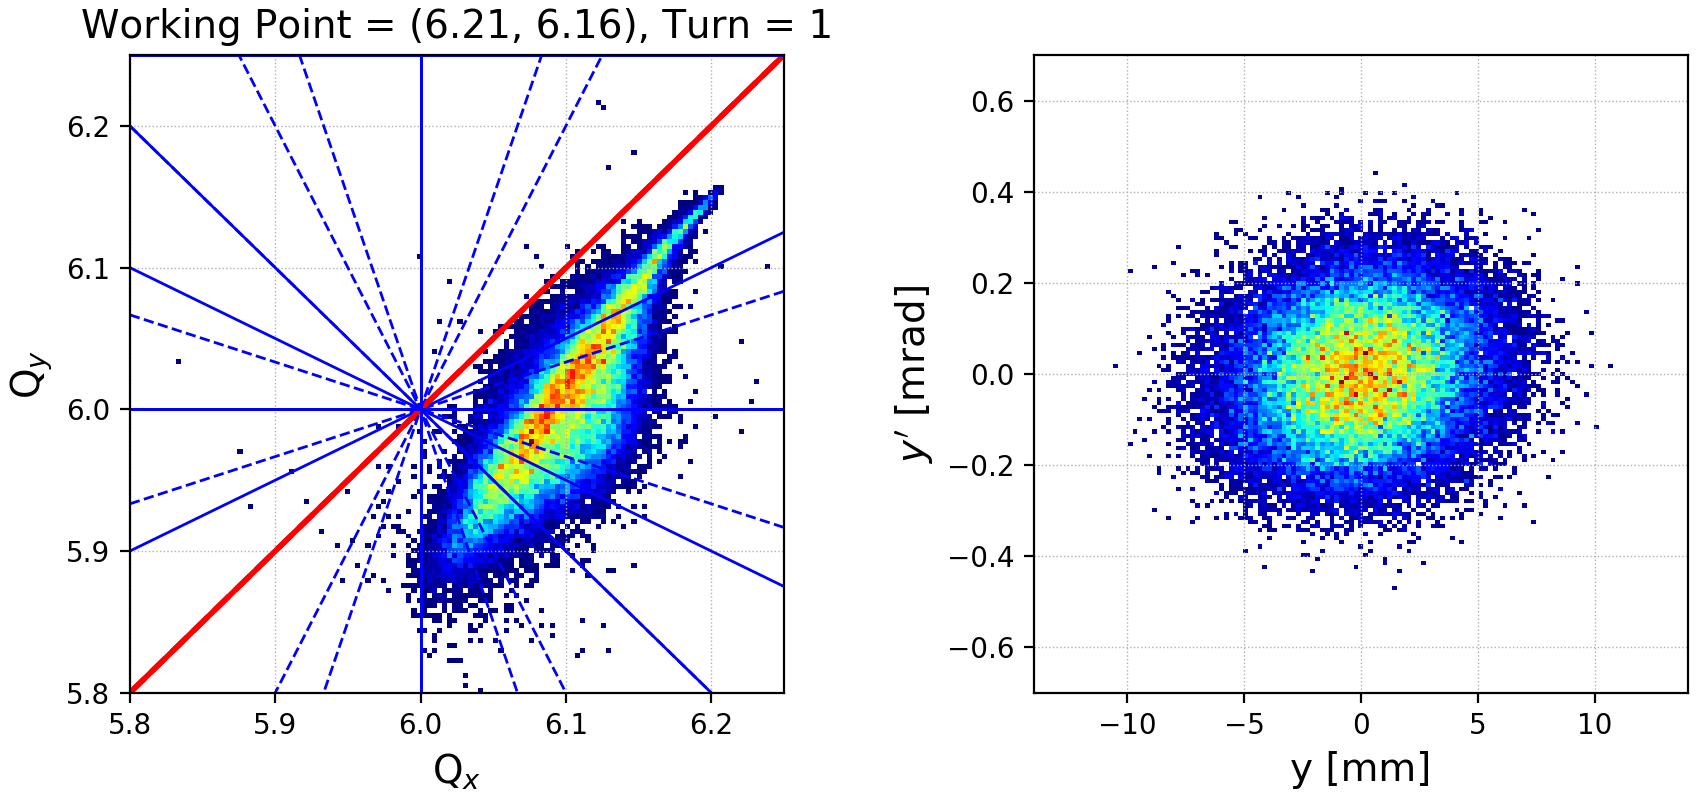 Working Point = (6.21, 6.16), Turn = 1
6.2
6.1
6.0
5.9
5.8
Q_y
5.8 5.9 6.0 6.1 6.2
Q_x
0.6
0.4
0.2
0.0
−0.2
−0.4
−0.6
y′ [mrad]
−10 −5 0 5 10
y [mm]